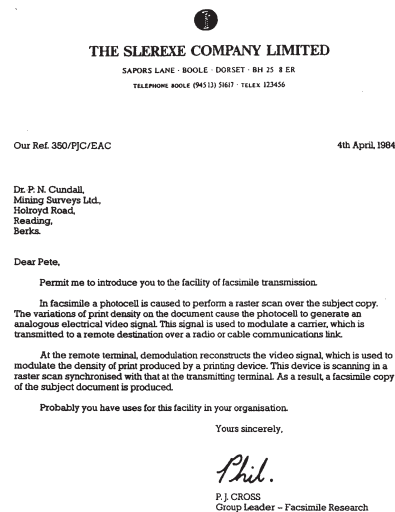 THE SLEREXE COMPANY LIMITED
SAPORS LANE · BOOLE · DORSET · BH 25 8 ER
TELEPHONE BOOLE (945 13) 51617 · TELEX 123456
Our Ref. 350/PJC/EAC
4th April, 1984
Dr. P. N. Cundall,
Mining Surveys Ltd.,
Holroyd Road,
Reading,
Berks.
Dear Pete,
Permit me to introduce you to the facility of facsimile transmission.
In facsimile a photocell is caused to perform a raster scan over the subject copy.
The variations of print density on the document cause the photocell to generate an
analogous electrical video signal. This signal is used to modulate a carrier, which is
transmitted to a remote destination over a radio or cable communications link.
At the remote terminal, demodulation reconstructs the video signal, which is used to
modulate the density of print produced by a printing device. This device is scanning in a
raster scan synchronised with that at the transmitting terminal. As a result, a facsimile copy
of the subject document is produced.
Probably you have uses for this facility in your organisation.
Yours sincerely,
Phil.
P. J. CROSS
Group Leader – Facsimile Research